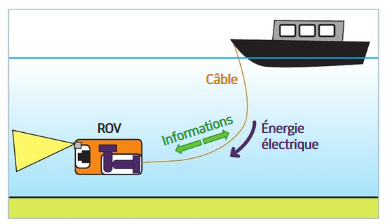 Câble
ROV
Informations
Énergie
électrique